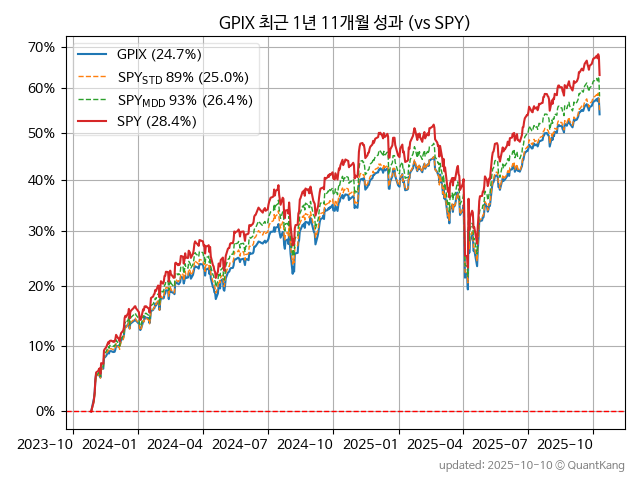 GPIX 최근 1년 11개월 성과 (vs SPY)
70%
60%
50%
40%
30%
20%
10%
0%
GPIX (24.7%)
SPY_STD 89% (25.0%)
SPY_MDD 93% (26.4%)
SPY (28.4%)
2023-10 2024-01 2024-04 2024-07 2024-10 2025-01 2025-04 2025-07 2025-10
updated: 2025-10-10 © QuantKang